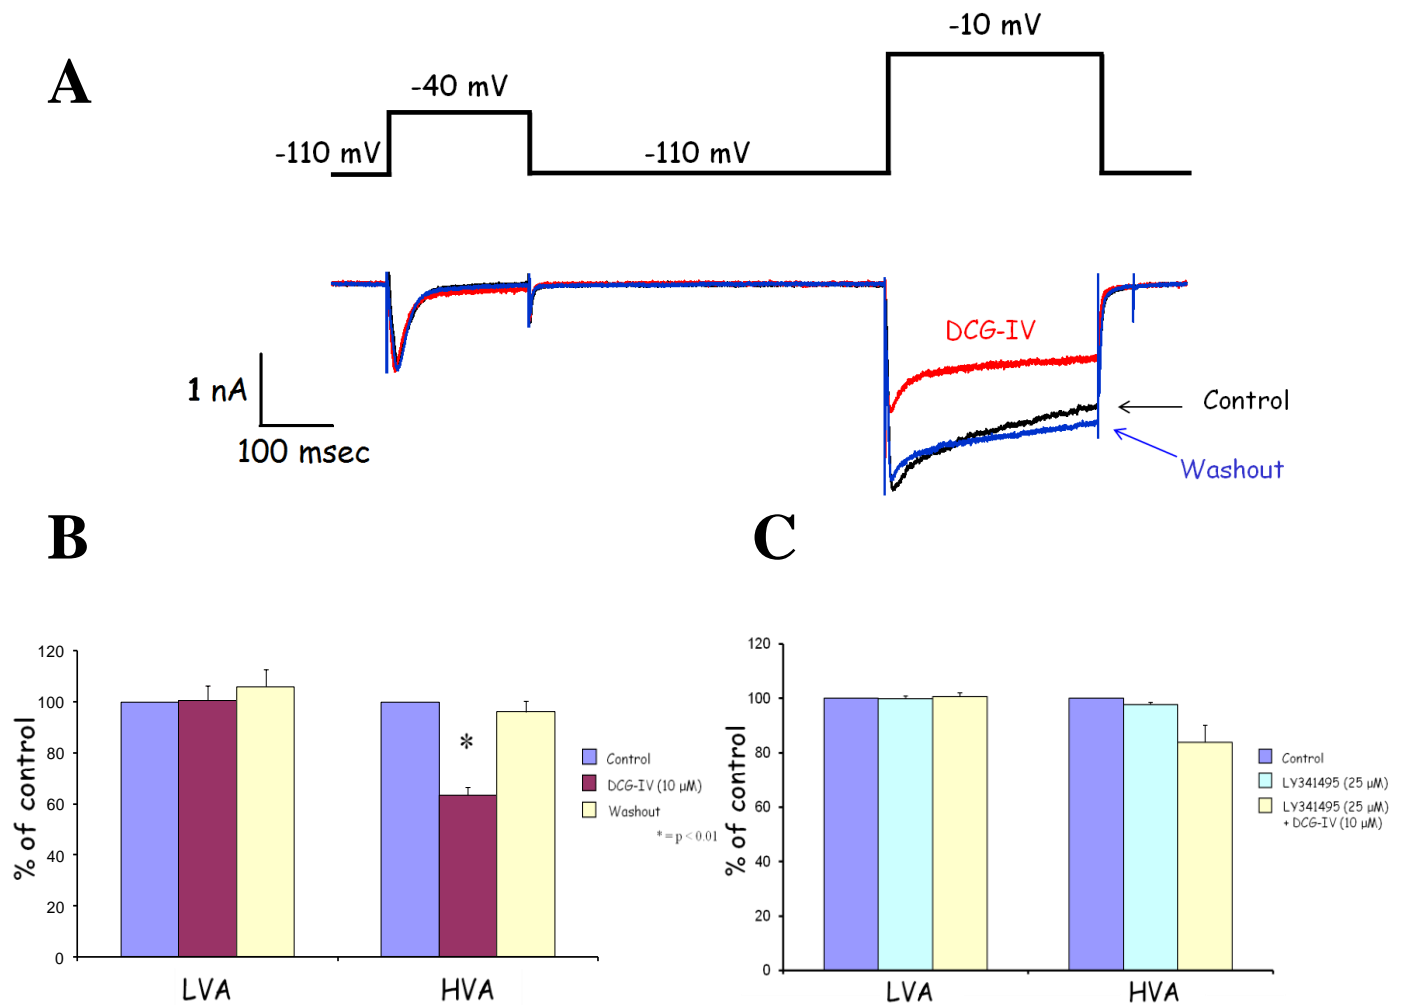 A
-10 mV
-40 mV
-110 mV
-110 mV
DCG-IV
1 nA
100 msec
Control
Washout
B
% of control
120
100
80
60
40
20
0
*
LVA
HVA
Control
DCG-IV (10 µM)
Washout
* = p < 0.01
C
% of control
120
100
80
60
40
20
0
LVA
HVA
Control
LY341495 (25 µM)
LY341495 (25 µM)
+ DCG-IV (10 µM)